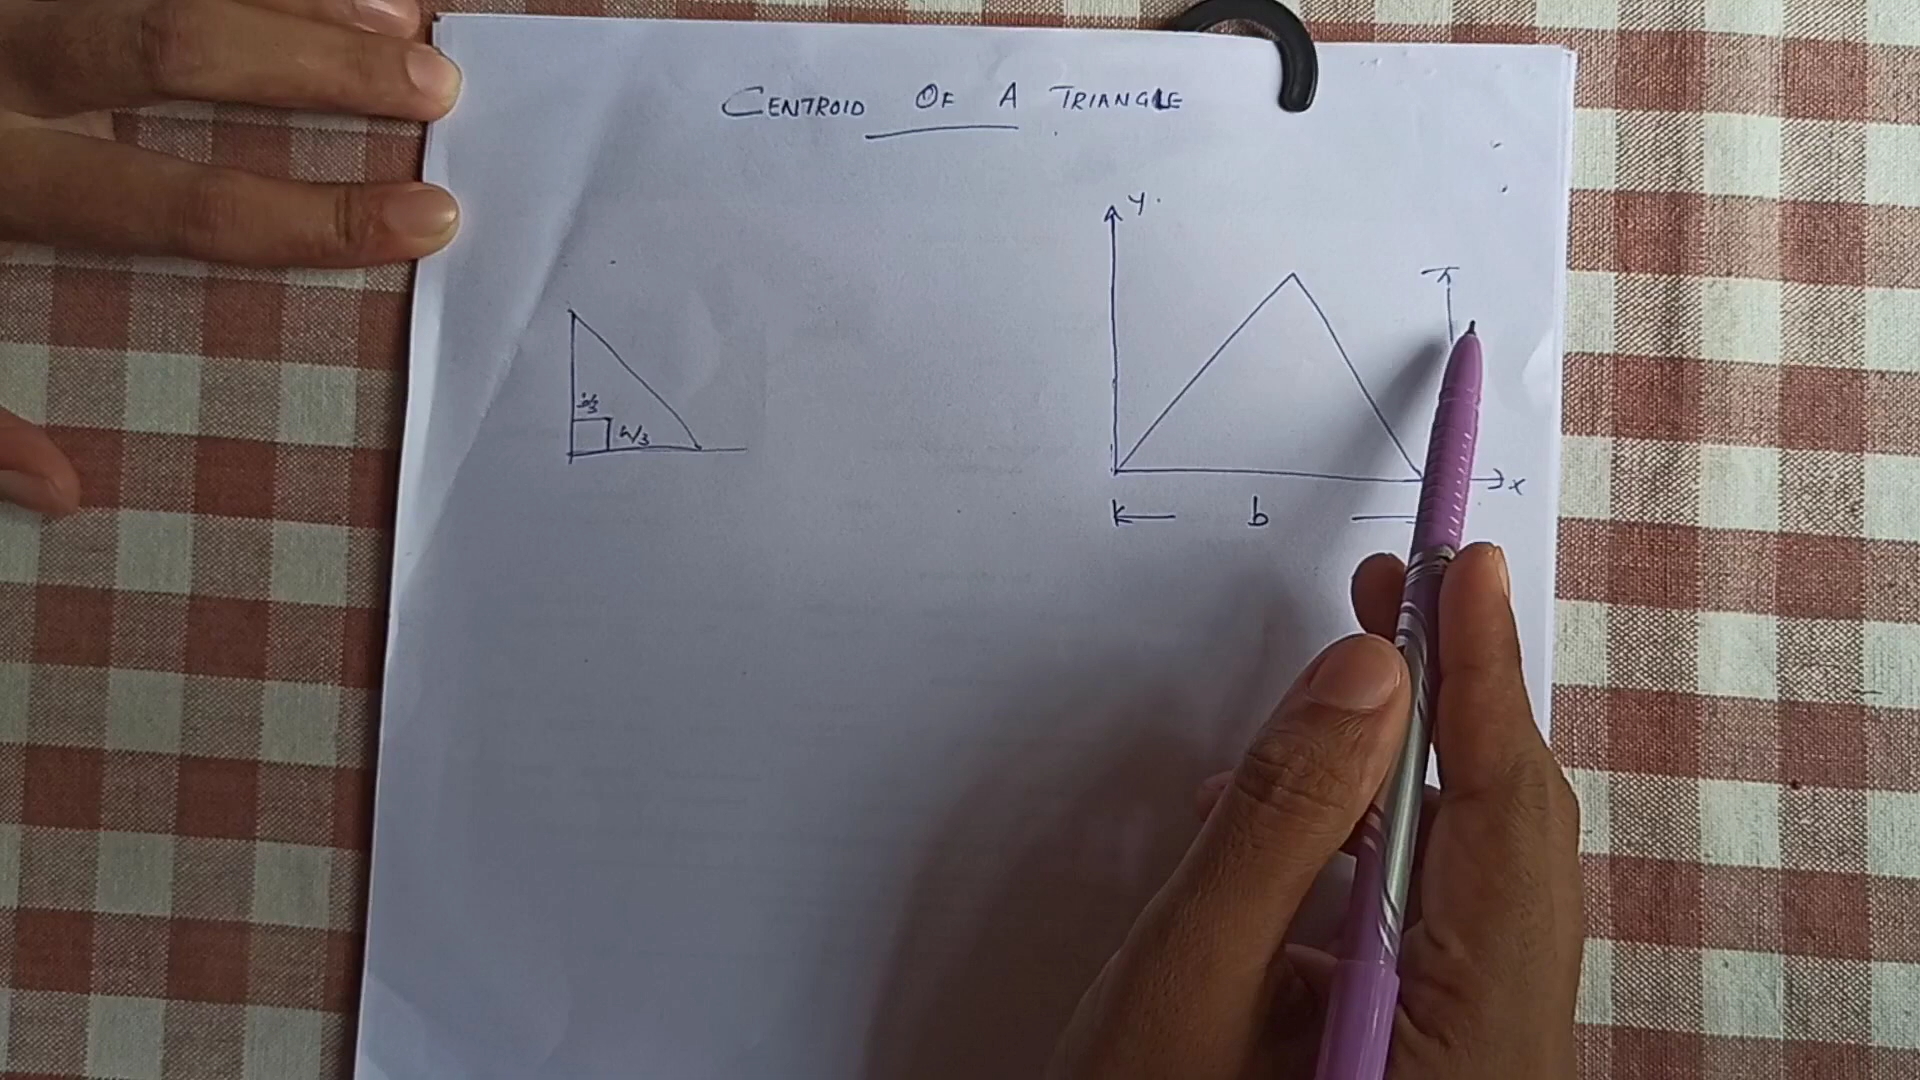 CENTROID OF A TRIANGLE
y
b/3
h/3
x
b